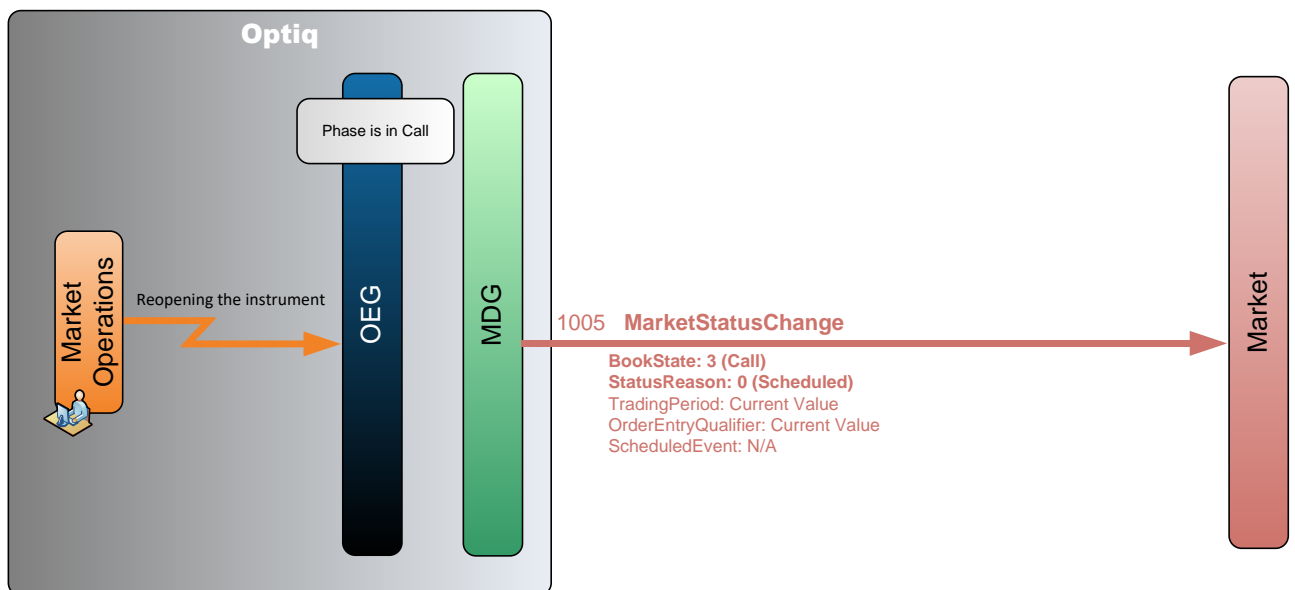 Optiq
Phase is in Call
Market
Operations
Reopening the instrument
OEG
MDG
1005 MarketStatusChange
BookState: 3 (Call)
StatusReason: 0 (Scheduled)
TradingPeriod: Current Value
OrderEntryQualifier: Current Value
ScheduledEvent: N/A
Market